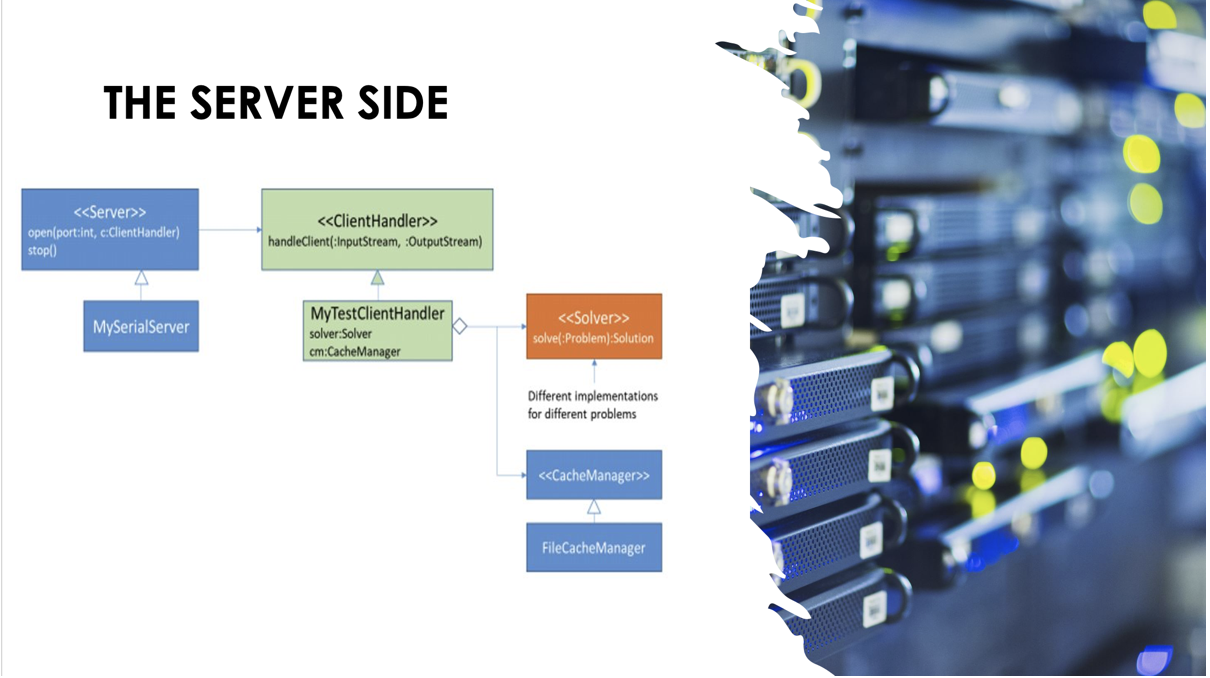 THE SERVER SIDE
<<Server>>
open(port:int, c:ClientHandler)
stop()
<<ClientHandler>>
handleClient(:InputStream, :OutputStream)
MySerialServer
MyTestClientHandler
solver:Solver
cm:CacheManager
<<Solver>>
solve(:Problem):Solution
Different implementations
for different problems
<<CacheManager>>
FileCacheManager